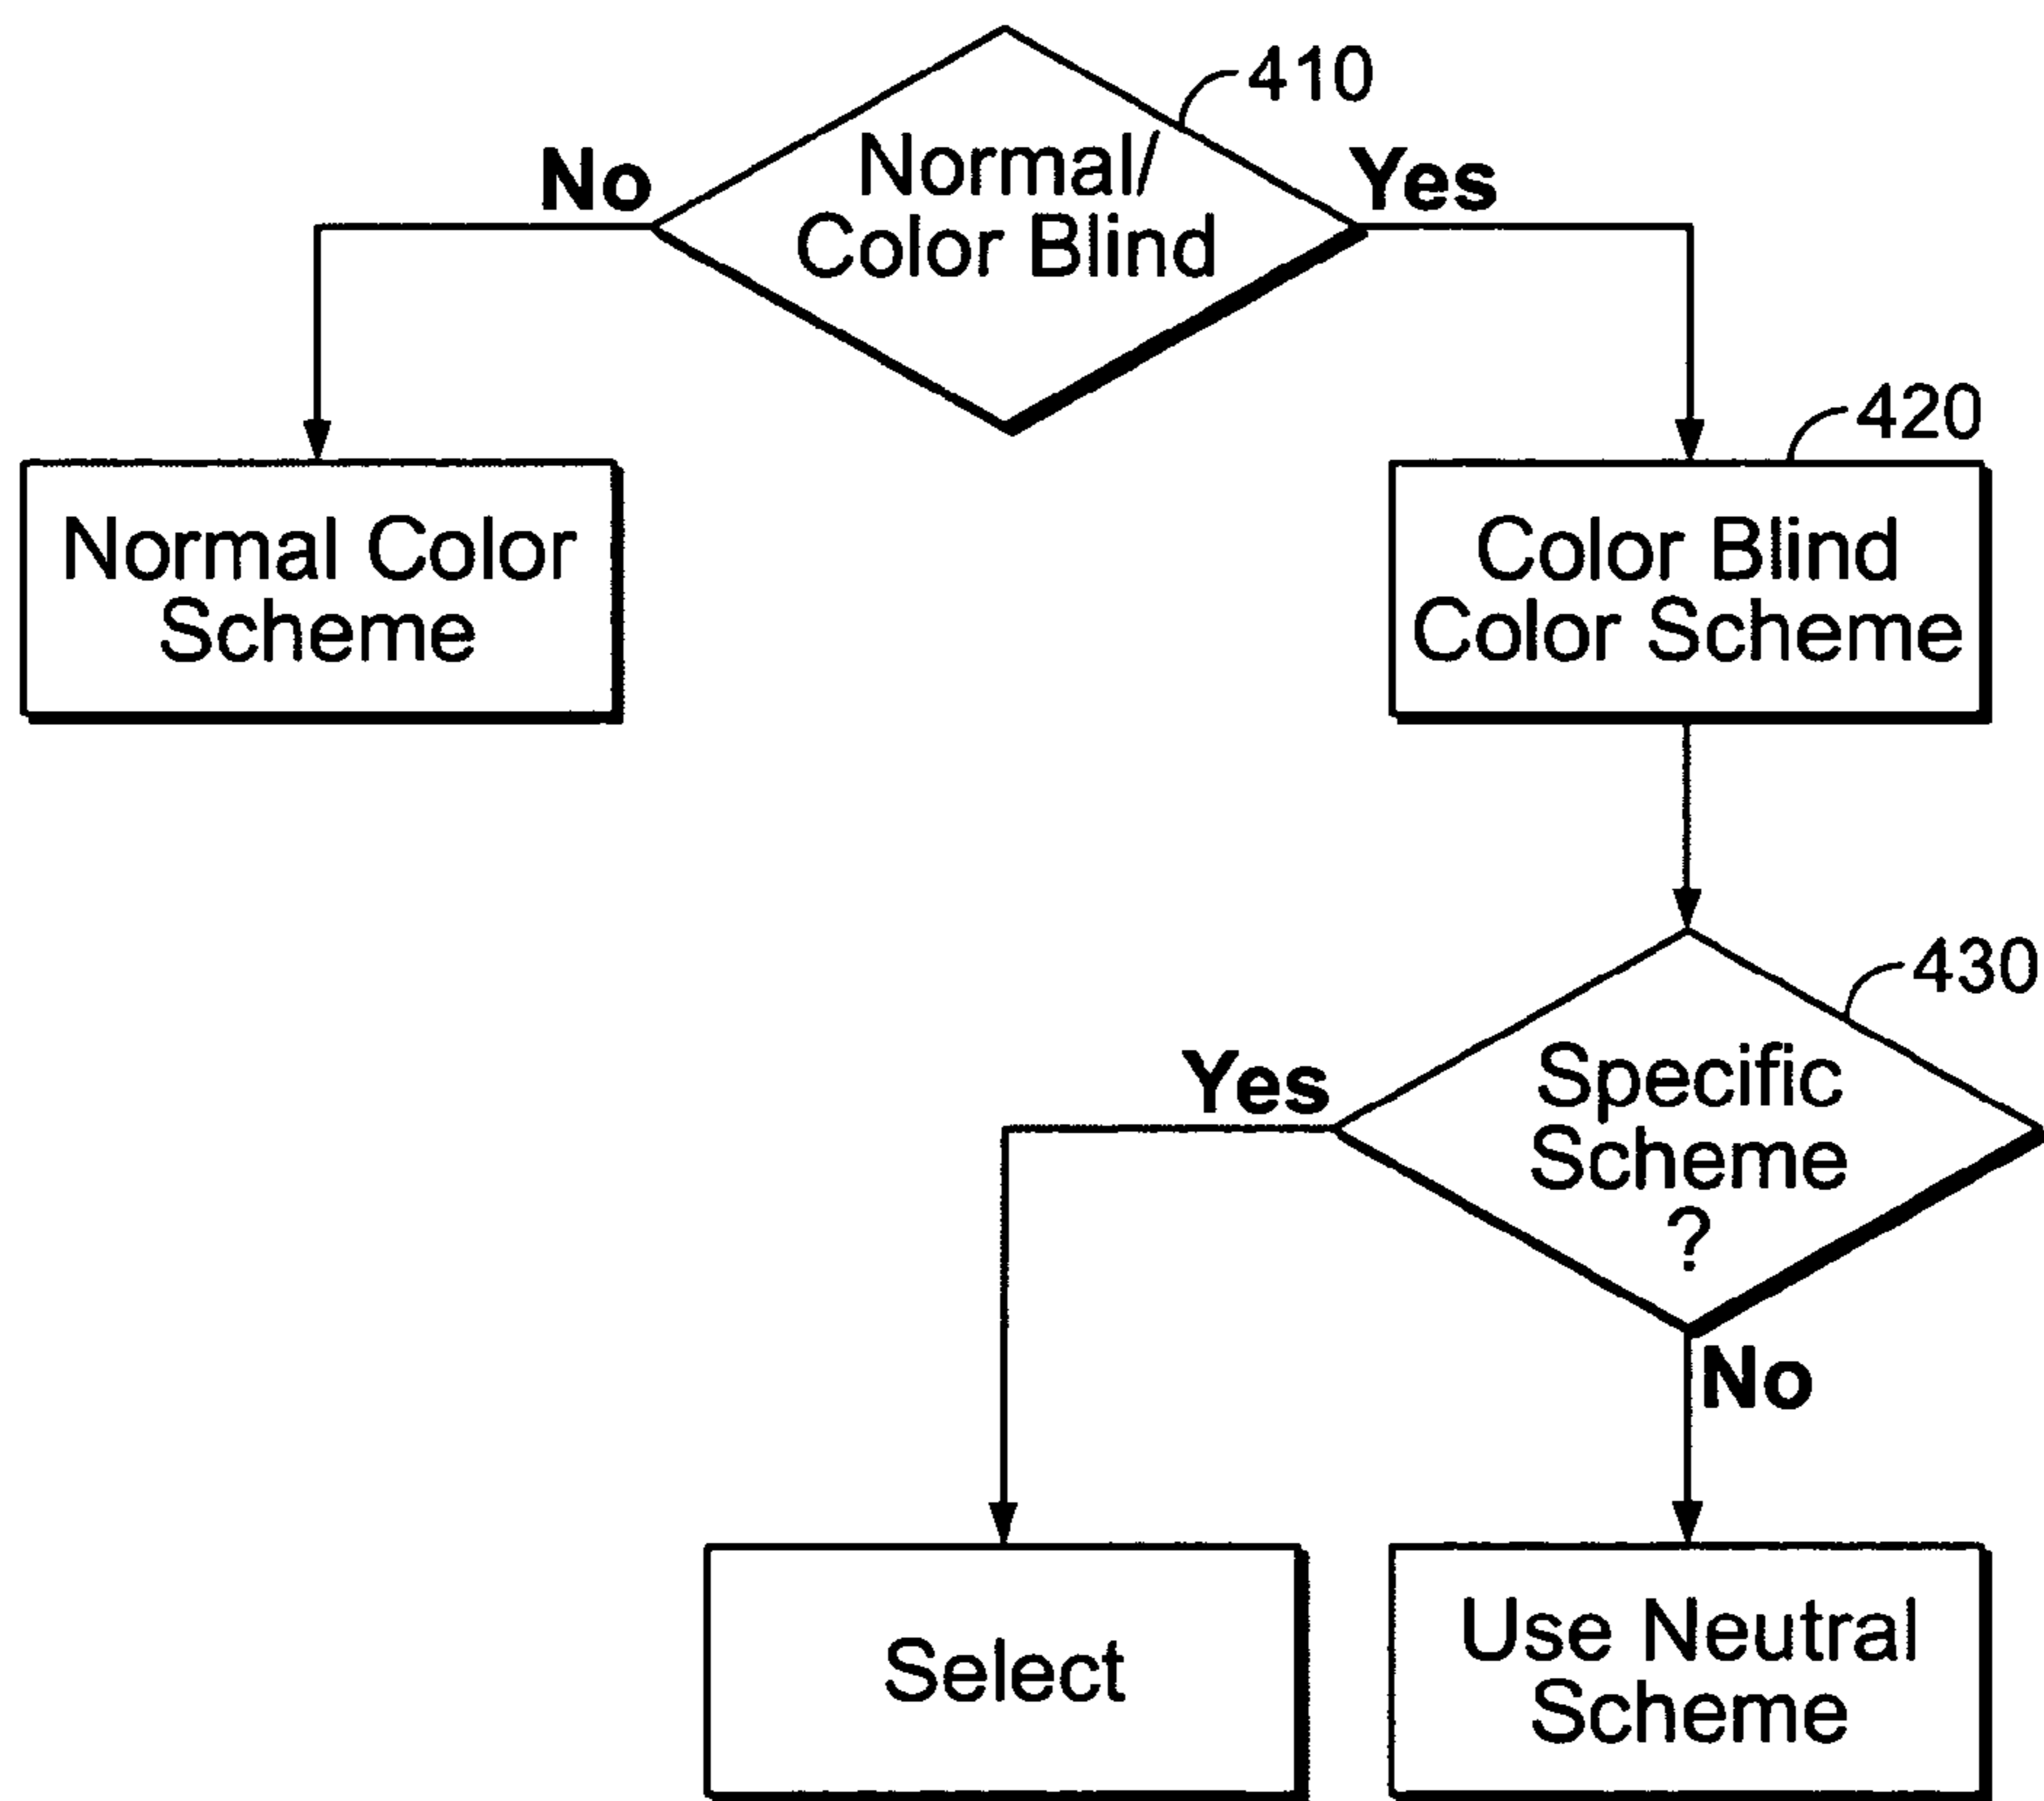 410
Normal/
Color Blind
No
Yes
420
Normal Color
Scheme
Color Blind
Color Scheme
430
Specific
Scheme
?
Yes
No
Select
Use Neutral
Scheme